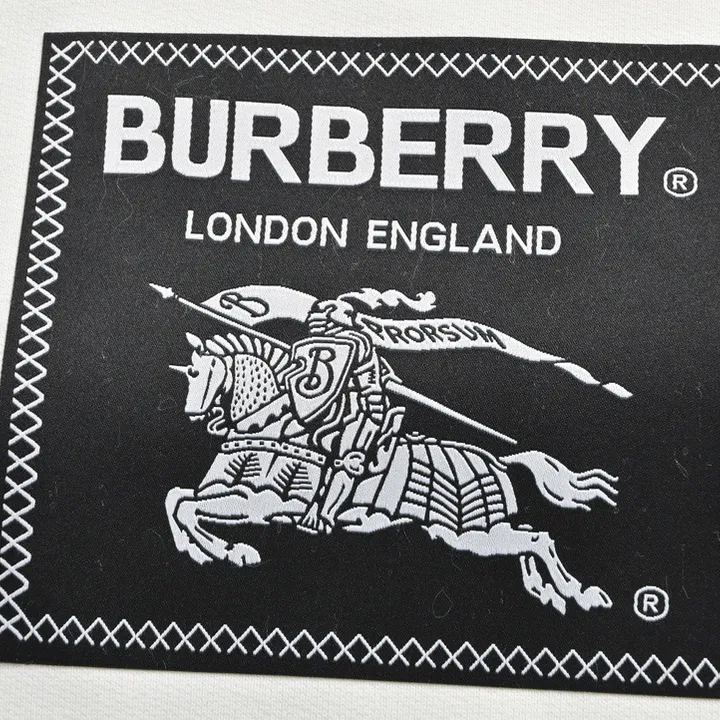 BURBERRY®
LONDON ENGLAND
B
PRORSUM
B
®